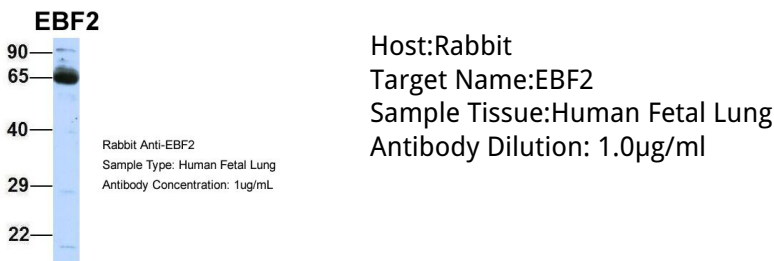 EBF2
90
65
40
29
22
Rabbit Anti-EBF2
Sample Type: Human Fetal Lung
Antibody Concentration: 1ug/mL
Host:Rabbit
Target Name:EBF2
Sample Tissue:Human Fetal Lung
Antibody Dilution: 1.0μg/ml